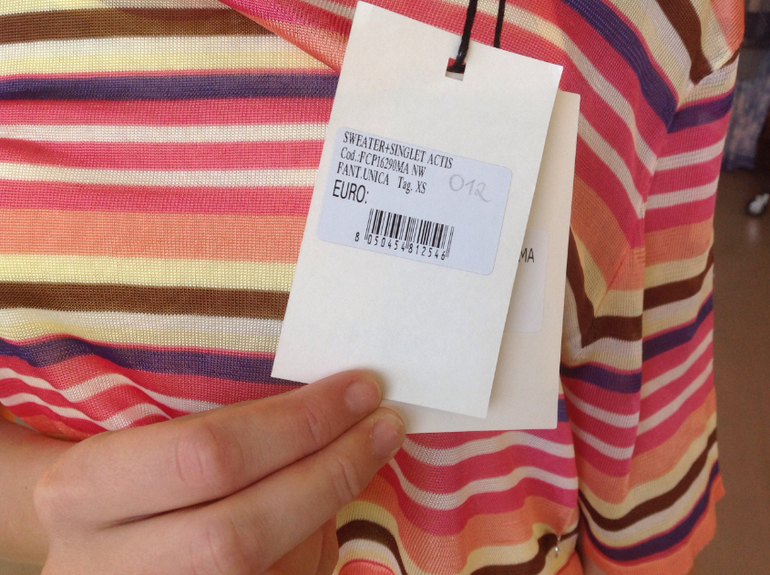 SWEATER+SINGLET ACTIS
Cod.:FCP16290MA NW
FANT.UNICA Tag. XS
012
EURO:
8 050454 812546
MA